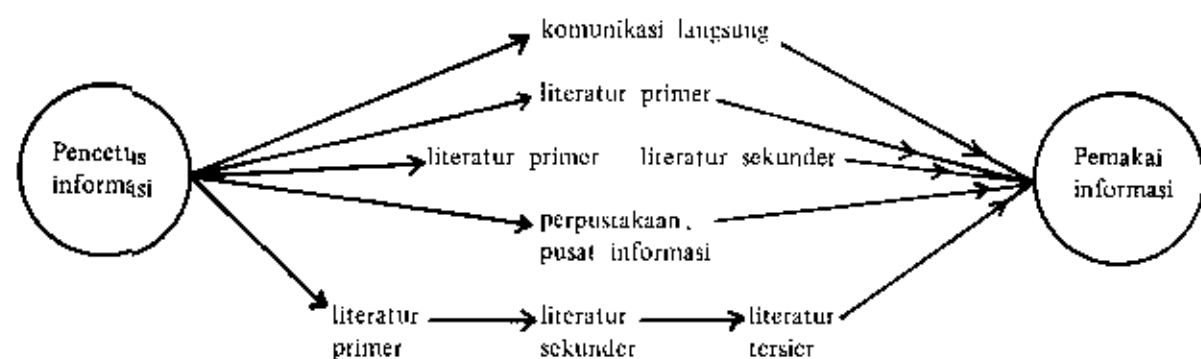 komunikasi langsung
literatur primer
Pencetus
informasi
literatur primer literatur sekunder
Pemakai
informasi
perpustakaan,
pusat informasi
literatur
primer
literatur
sekunder
literatur
tersier